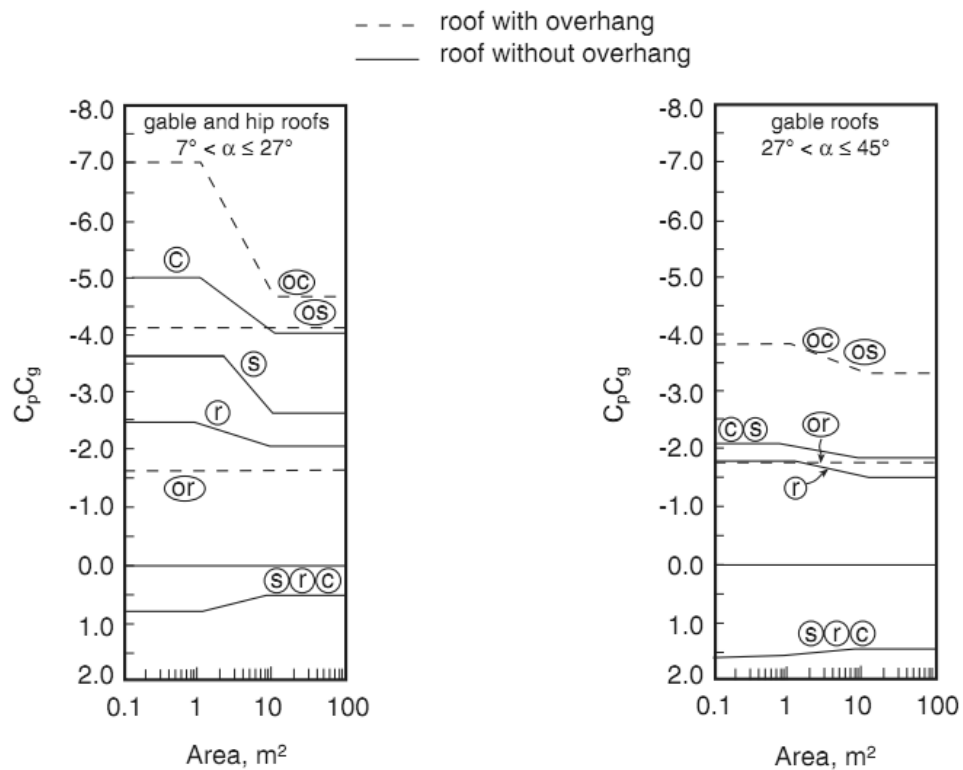 roof with overhang
roof without overhang
gable and hip roofs
7° < α ≤ 27°
-8.0
-7.0
-6.0
-5.0
-4.0
-3.0
-2.0
-1.0
0.0
1.0
2.0
CpCg
c
oc
os
s
r
or
s r c
0.1 1 10 100
Area, m²
gable roofs
27° < α ≤ 45°
-8.0
-7.0
-6.0
-5.0
-4.0
-3.0
-2.0
-1.0
0.0
1.0
2.0
CpCg
oc os
c s or
r
s r c
0.1 1 10 100
Area, m²